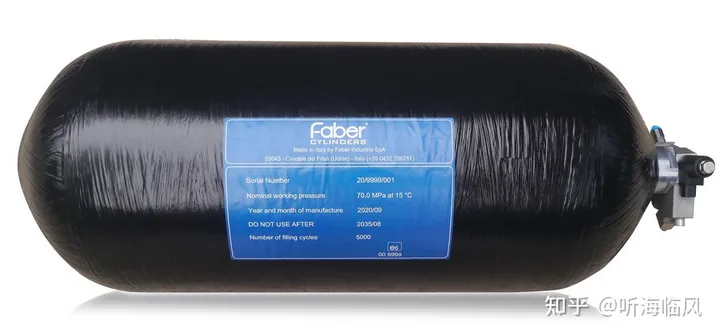 Faber®
CYLINDERS
Made in Italy by Faber Industrie SpA
33043 - Cividale del Friuli (Udine) - Italy (+39 0432 706711)
Serial Number 20/9999/001
Nominal working pressure 70.0 MPa at 15 °C
Year and month of manufacture 2020/09
DO NOT USE AFTER 2035/08
Number of filling cycles 5000
e6
00 9999
知乎 @听海临风